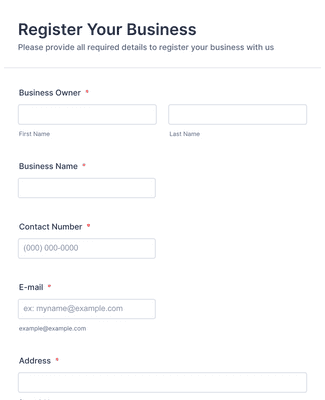 Register Your Business
Please provide all required details to register your business with us
Business Owner *
First Name Last Name
Business Name *
Contact Number *
(000) 000-0000
E-mail *
ex: myname@example.com
example@example.com
Address *